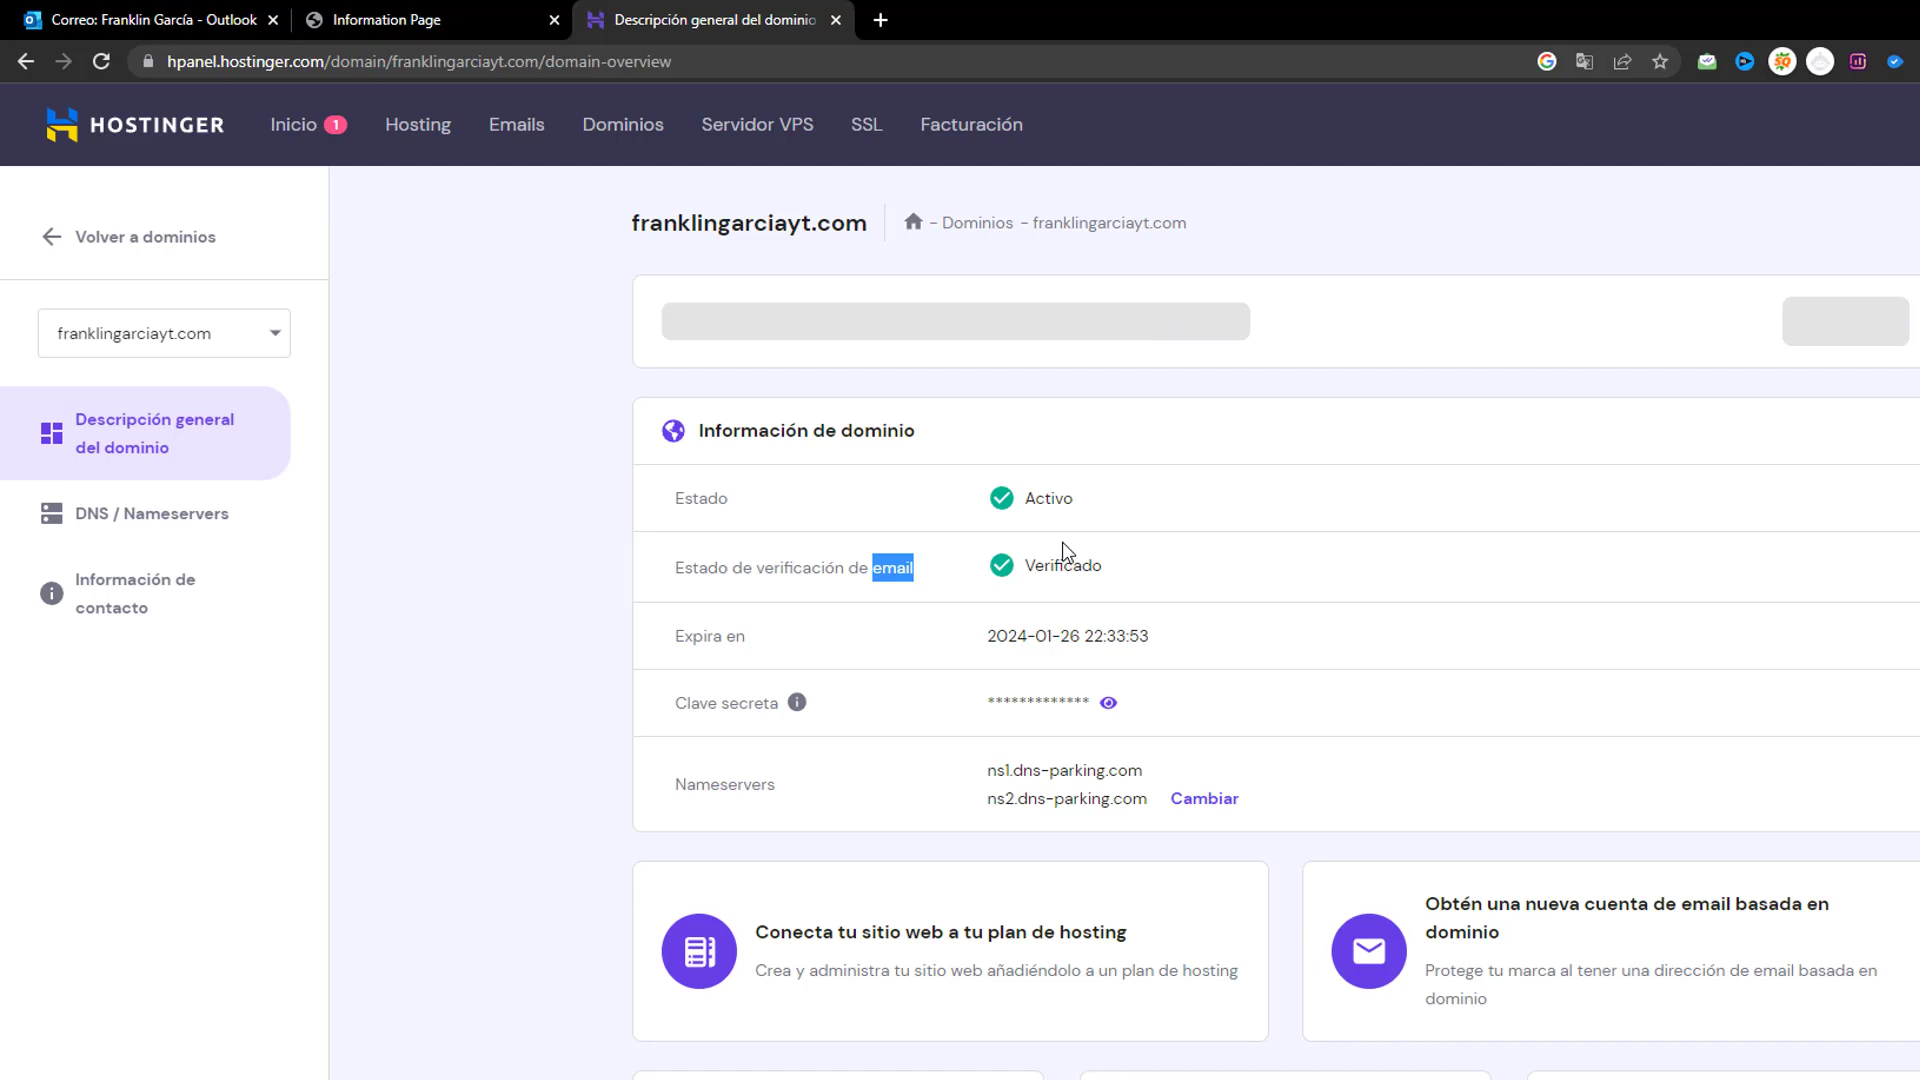 Correo: Franklin García - Outlook
Information Page
Descripción general del dominio
hpanel.hostinger.com/domain/franklingarciayt.com/domain-overview
HOSTINGER
Inicio 1
Hosting
Emails
Dominios
Servidor VPS
SSL
Facturación
Volver a dominios
franklingarciayt.com
Descripción general
del dominio
DNS / Nameservers
Información de
contacto
franklingarciayt.com
- Dominios - franklingarciayt.com
Información de dominio
Estado
Activo
Estado de verificación de email
Verificado
Expira en
2024-01-26 22:33:53
Clave secreta
*************
Nameservers
ns1.dns-parking.com
ns2.dns-parking.com
Cambiar
Conecta tu sitio web a tu plan de hosting
Crea y administra tu sitio web añadiéndolo a un plan de hosting
Obtén una nueva cuenta de email basada en
dominio
Protege tu marca al tener una dirección de email basada en
dominio